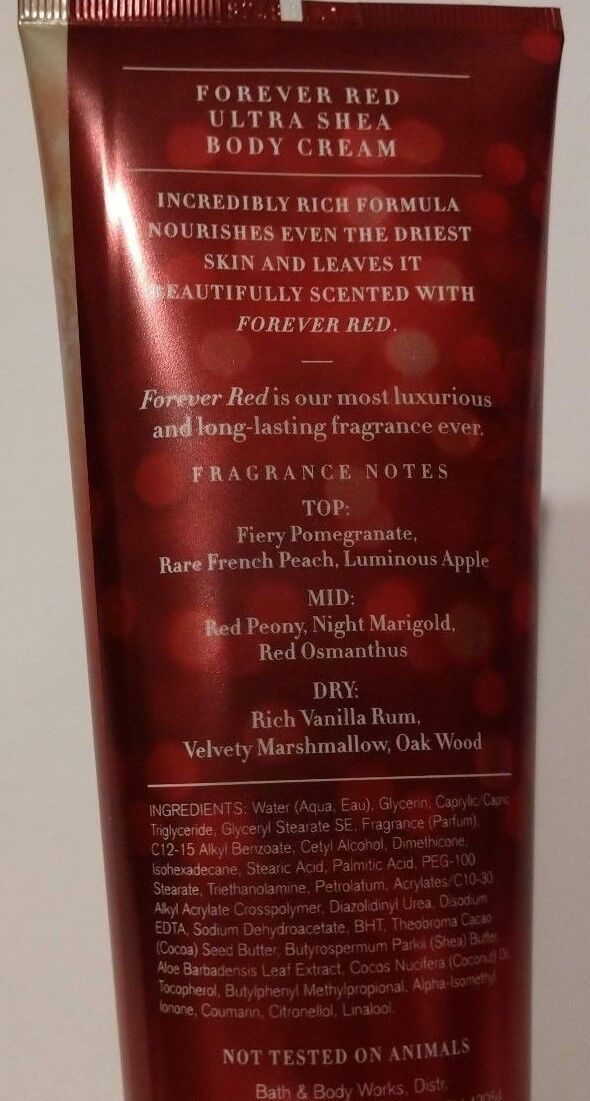 FOREVER RED
ULTRA SHEA
BODY CREAM
INCREDIBLY RICH FORMULA
NOURISHES EVEN THE DRIEST
SKIN AND LEAVES IT
BEAUTIFULLY SCENTED WITH
FOREVER RED.
Forever Red is our most luxurious
and long-lasting fragrance ever.
FRAGRANCE NOTES
TOP:
Fiery Pomegranate,
Rare French Peach, Luminous Apple
MID:
Red Peony, Night Marigold,
Red Osmanthus
DRY:
Rich Vanilla Rum,
Velvety Marshmallow, Oak Wood
INGREDIENTS: Water (Aqua, Eau), Glycerin, Caprylic/Capric
Triglyceride, Glyceryl Stearate SE, Fragrance (Parfum),
C12-15 Alkyl Benzoate, Cetyl Alcohol, Dimethicone,
Isohexadecane, Stearic Acid, Palmitic Acid, PEG-100
Stearate, Triethanolamine, Petrolatum, Acrylates/C10-30
Alkyl Acrylate Crosspolymer, Diazolidinyl Urea, Disodium
EDTA, Sodium Dehydroacetate, BHT, Theobroma Cacao
(Cocoa) Seed Butter, Butyrospermum Parkii (Shea) Butter,
Aloe Barbadensis Leaf Extract, Cocos Nucifera (Coconut)
Tocopherol, Butylphenyl Methylpropional, Alpha-Isomethyl
Ionone, Coumarin, Citronellol, Linalool.
NOT TESTED ON ANIMALS
Bath & Body Works, Distr.